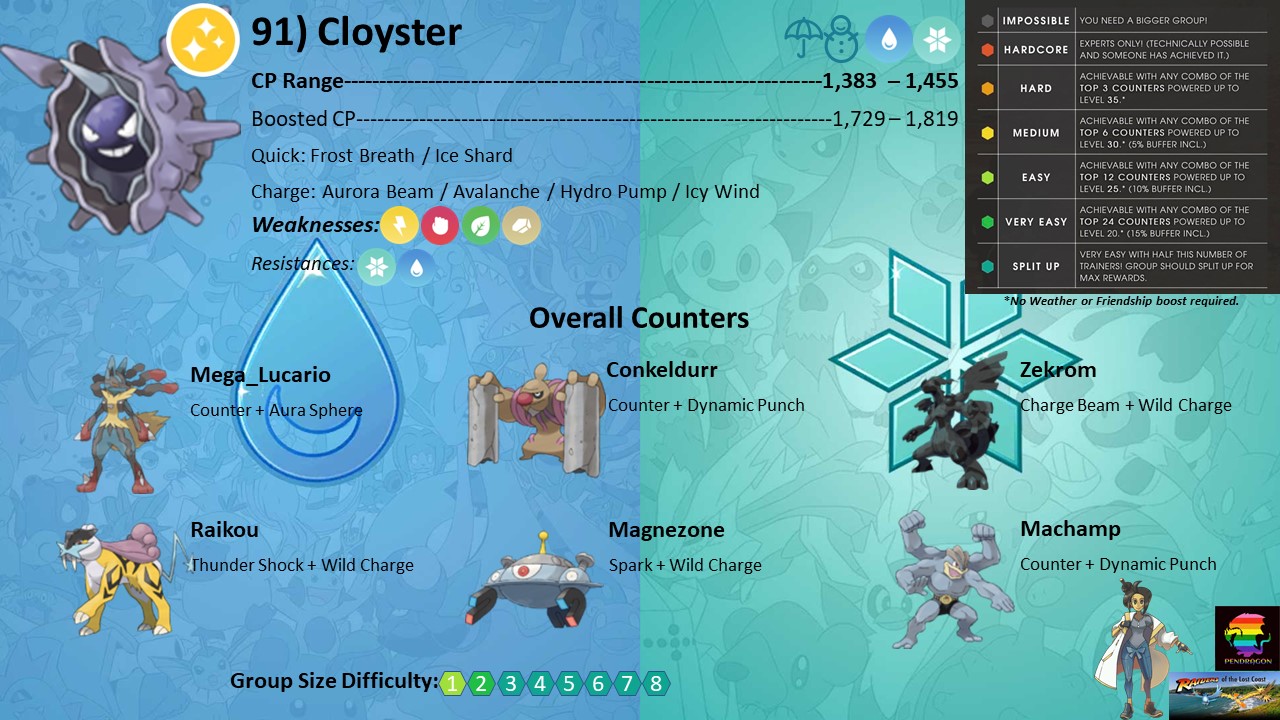 91) Cloyster
CP Range--------------------------------------------------------------------------------1,383 – 1,455
Boosted CP--------------------------------------------------------------------------------1,729 – 1,819
Quick: Frost Breath / Ice Shard
Charge: Aurora Beam / Avalanche / Hydro Pump / Icy Wind
Weaknesses:
Resistances:
IMPOSSIBLE YOU NEED A BIGGER GROUP!
HARDCORE EXPERTS ONLY! (TECHNICALLY POSSIBLE
AND SOMEONE HAS ACHIEVED IT.)
HARD ACHIEVABLE WITH ANY COMBO OF THE
TOP 3 COUNTERS POWERED UP TO
LEVEL 35.*
MEDIUM ACHIEVABLE WITH ANY COMBO OF THE
TOP 6 COUNTERS POWERED UP TO
LEVEL 30.* (5% BUFFER INCL.)
EASY ACHIEVABLE WITH ANY COMBO OF THE
TOP 12 COUNTERS POWERED UP TO
LEVEL 25.* (10% BUFFER INCL.)
VERY EASY ACHIEVABLE WITH ANY COMBO OF THE
TOP 24 COUNTERS POWERED UP TO
LEVEL 20.* (15% BUFFER INCL.)
SPLIT UP VERY EASY WITH HALF THIS NUMBER OF
TRAINERS! GROUP SHOULD SPLIT UP FOR
MAX REWARDS.
*No Weather or Friendship boost required.
Overall Counters
Mega_Lucario
Counter + Aura Sphere
Conkeldurr
Counter + Dynamic Punch
Zekrom
Charge Beam + Wild Charge
Raikou
Thunder Shock + Wild Charge
Magnezone
Spark + Wild Charge
Machamp
Counter + Dynamic Punch
Group Size Difficulty: 1 2 3 4 5 6 7 8
PENDROGON
RAIDERS of the Lost Coast